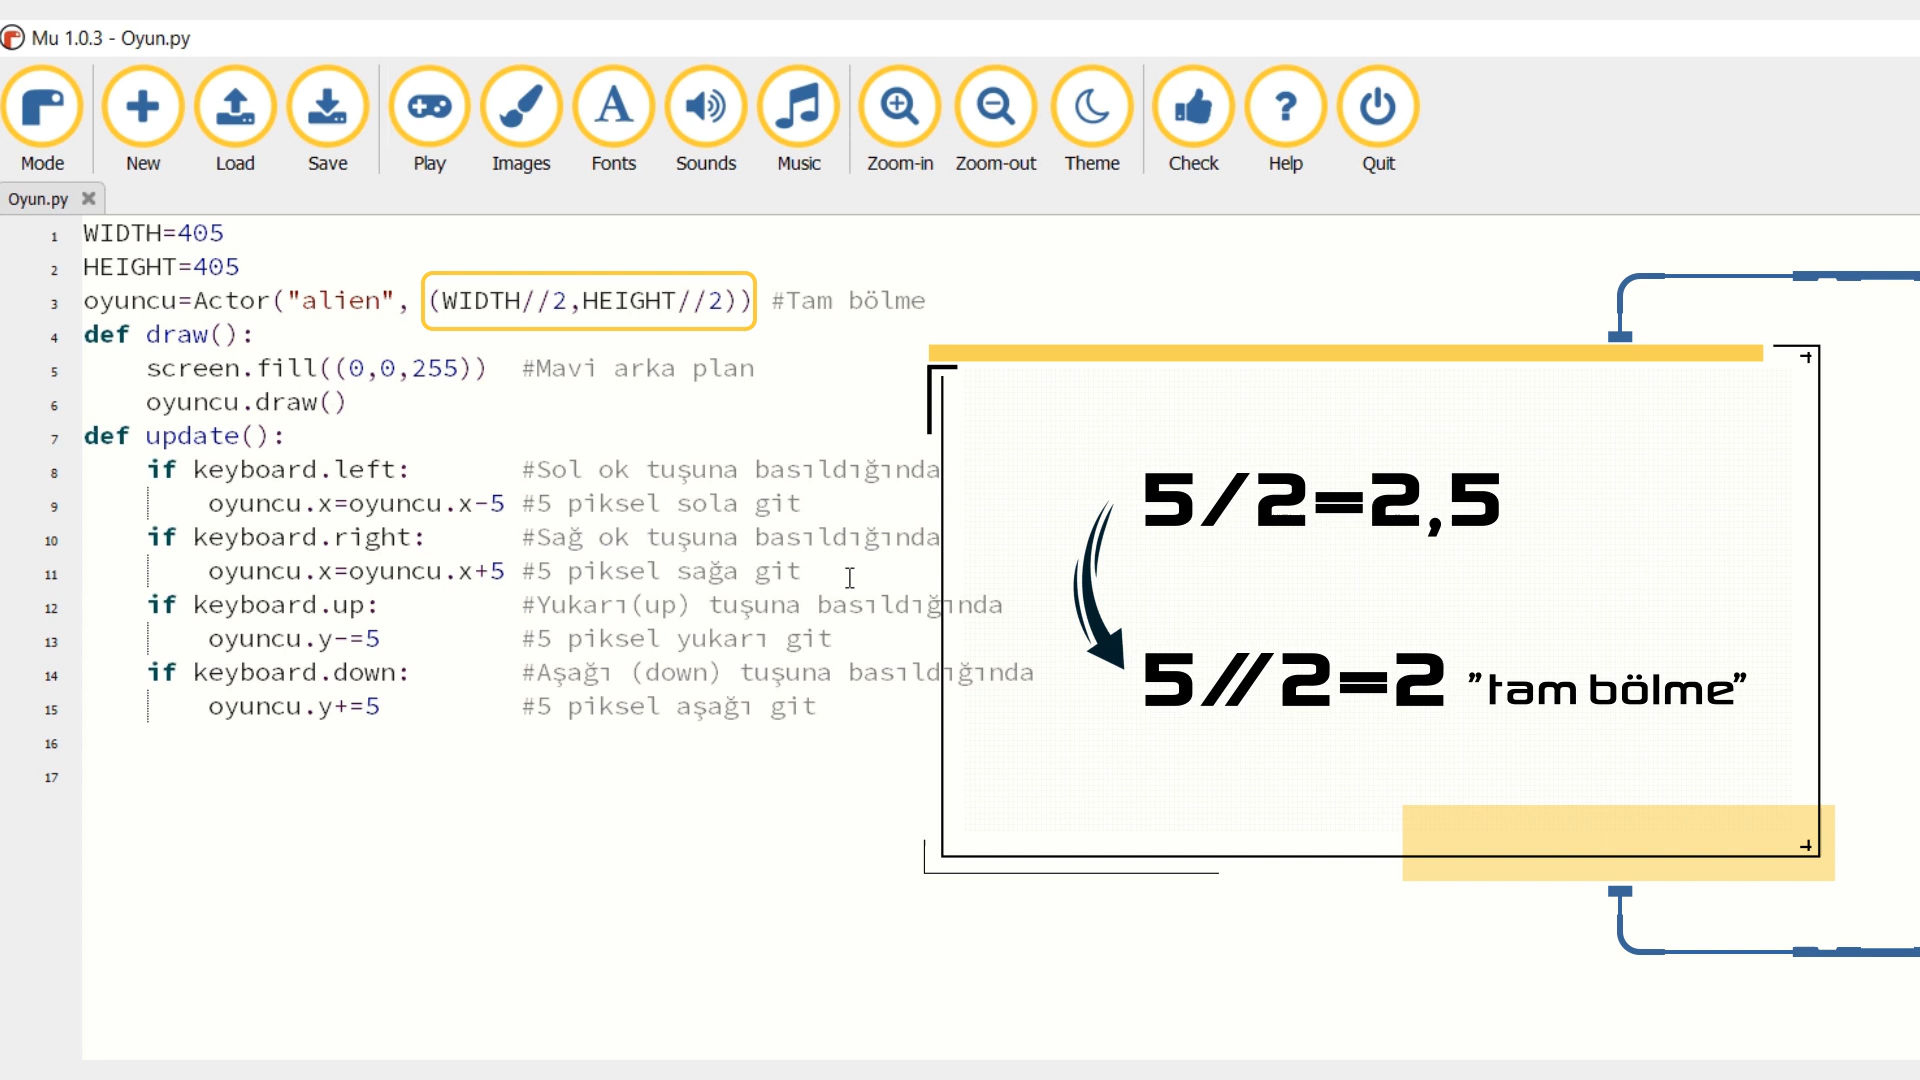 Mu 1.0.3 - Oyun.py
Mode New Load Save Play Images Fonts Sounds Music Zoom-in Zoom-out Theme Check Help Quit
Oyun.py
1 WIDTH=405
2 HEIGHT=405
3 oyuncu=Actor("alien", (WIDTH//2,HEIGHT//2)) #Tam bölme
4 def draw():
5 screen.fill((0,0,255)) #Mavi arka plan
6 oyuncu.draw()
7 def update():
8 if keyboard.left: #Sol ok tuşuna basıldığında
9 oyuncu.x=oyuncu.x-5 #5 piksel sola git
10 if keyboard.right: #Sağ ok tuşuna basıldığında
11 oyuncu.x=oyuncu.x+5 #5 piksel sağa git
12 if keyboard.up: #Yukarı(up) tuşuna basıldığında
13 oyuncu.y-=5 #5 piksel yukarı git
14 if keyboard.down: #Aşağı (down) tuşuna basıldığında
15 oyuncu.y+=5 #5 piksel aşağı git
16
17
5/2=2,5
5//2=2 ”tam bölme”